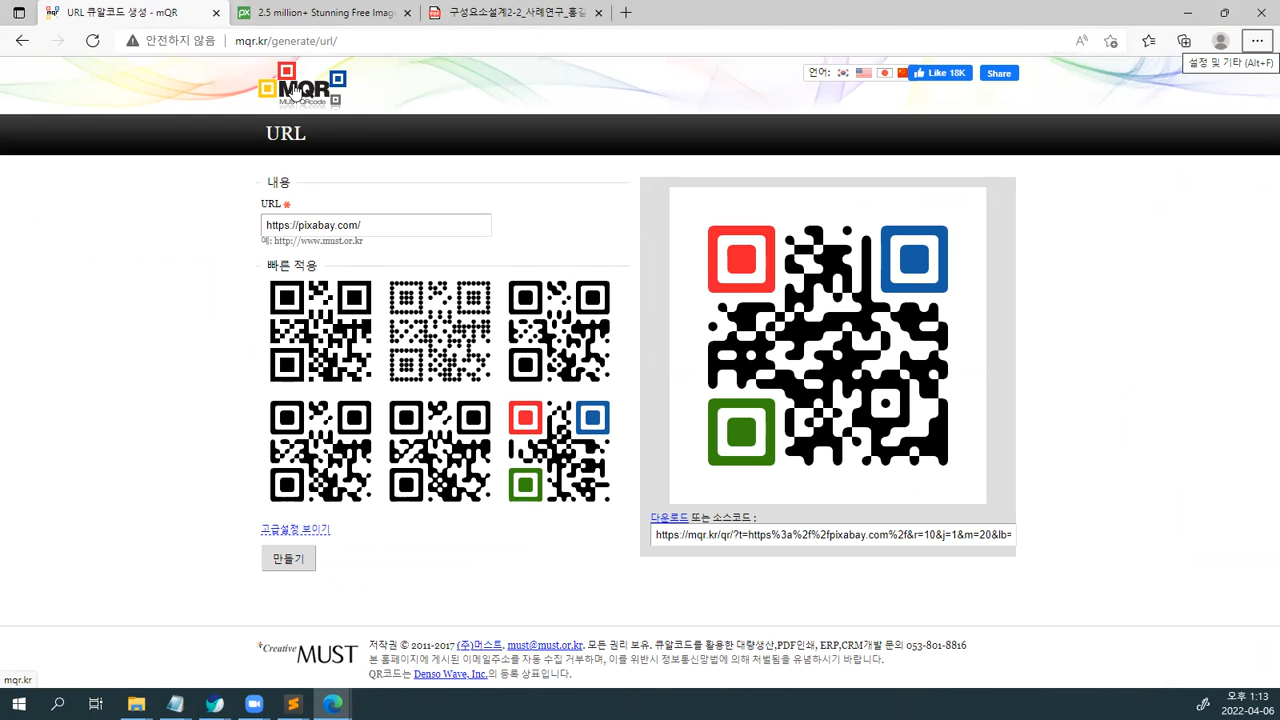 URL 큐알코드 생성 - mQR
2.5 million+ Stunning Free Imag
구성요소설계2-2_사례연구_홍길
안전하지 않음
mqr.kr/generate/url/
설정 및 기타 (Alt+F)
MQR
MUST QRcode
언어:
Like 18K
Share
URL
내용
URL *
https://pixabay.com/
예: http://www.must.or.kr
빠른 적용
고급설정 보이기
만들기
다운로드 또는 소스코드 :
https://mqr.kr/qr/?t=https%3a%2f%2fpixabay.com%2f&r=10&j=1&m=20&lb=
*Creative MUST
저작권 © 2011-2017 (주)머스트, must@must.or.kr. 모든 권리 보유. 큐알코드를 활용한 대량생산,PDF인쇄, ERP,CRM개발 문의 053-801-8816
본 홈페이지에 게시된 이메일주소를 자동 수집 거부하며, 이를 위반시 정보통신망법에 의해 처벌됨을 유념하시기 바랍니다.
QR코드는 Denso Wave, Inc.의 등록 상표입니다.
mqr.kr
오후 1:13
2022-04-06